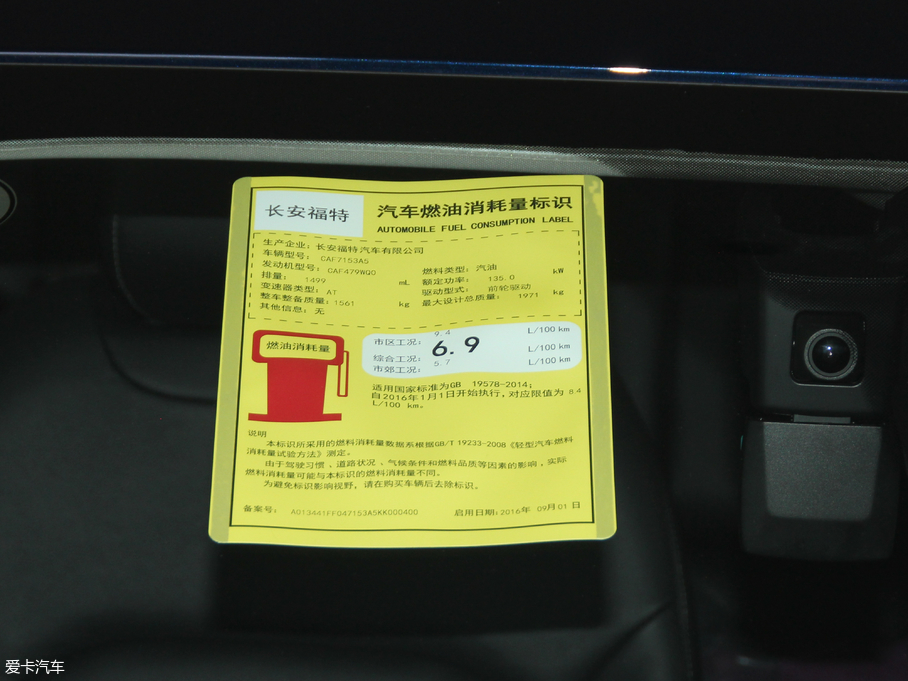 长安福特
汽车燃油消耗量标识
AUTOMOBILE FUEL CONSUMPTION LABEL
生产企业：长安福特汽车有限公司
车辆型号： CAF7153A5
发动机型号： CAF479WQ0
燃料类型： 汽油
排量： 1499 mL
额定功率： 135.0 kW
变速器类型： AT
驱动型式： 前轮驱动
整车整备质量： 1561 kg
最大设计总质量： 1971 kg
其他信息： 无
燃油消耗量
市区工况： 9.4 L/100 km
综合工况： 6.9 L/100 km
市郊工况： 5.7 L/100 km
适用国家标准为GB 19578-2014；
自2016年1月1日开始执行，对应限值为 8.4
L/100 km。
说明
本标识所采用的燃料消耗量数据系根据GB/T 19233-2008《轻型汽车燃料
消耗量试验方法》测定。
由于驾驶习惯、道路状况、气候条件和燃料品质等因素的影响，实际
燃料消耗量可能与本标识的燃料消耗量不同。
为避免标识影响视野，请在购买车辆后去除标识。
备案号： A013441FF047153A5KK000400
启用日期：2016年 09月01 日
爱卡汽车